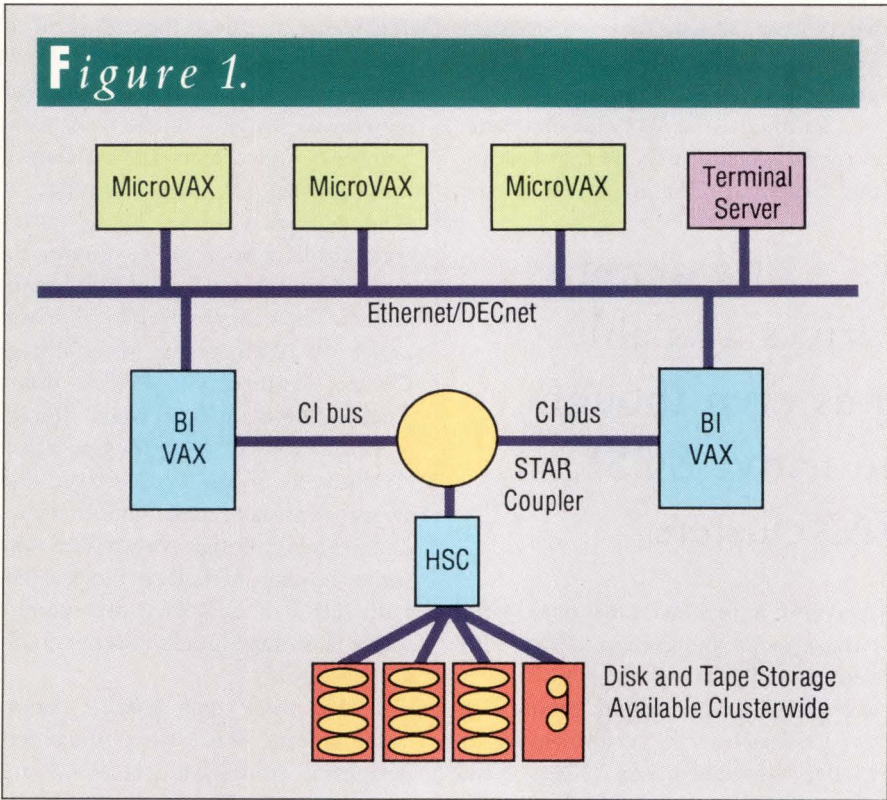 Figure 1.
MicroVAX
MicroVAX
MicroVAX
Terminal
Server
Ethernet/DECnet
BI
VAX
CI bus
STAR
Coupler
CI bus
BI
VAX
HSC
Disk and Tape Storage
Available Clusterwide